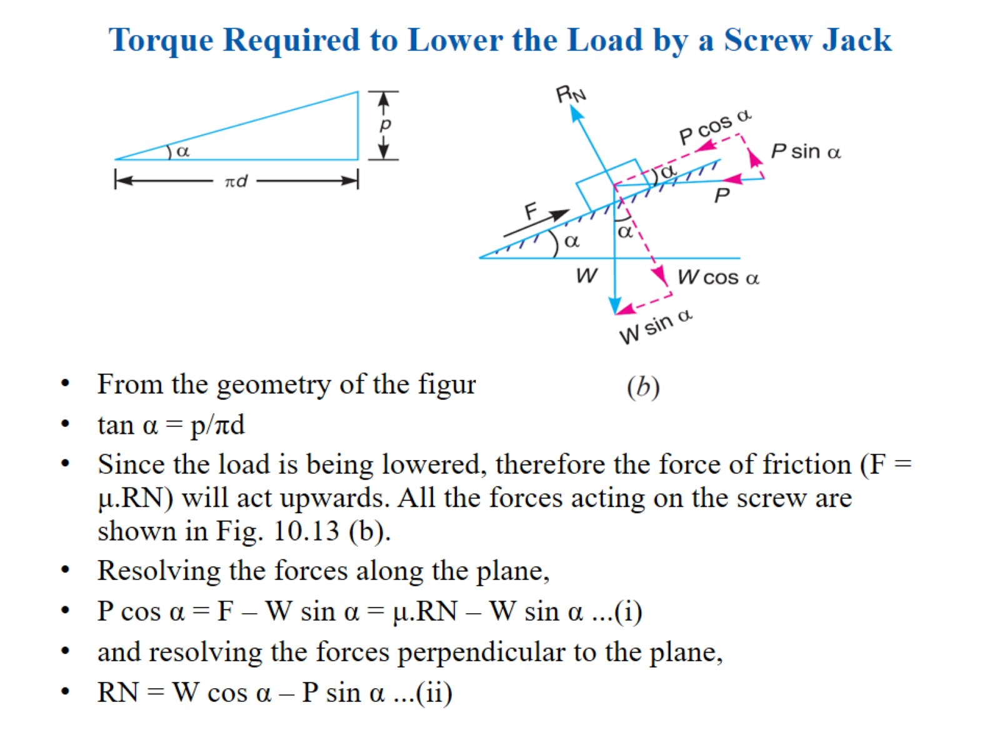 Torque Required to Lower the Load by a Screw Jack
p
α
πd
RN
P cos α
P sin α
α
P
F
α
α
W
W cos α
W sin α
(b)
• From the geometry of the figur
• tan α = p/πd
• Since the load is being lowered, therefore the force of friction (F =
μ.RN) will act upwards. All the forces acting on the screw are
shown in Fig. 10.13 (b).
• Resolving the forces along the plane,
• P cos α = F – W sin α = μ.RN – W sin α ...(i)
• and resolving the forces perpendicular to the plane,
• RN = W cos α – P sin α ...(ii)